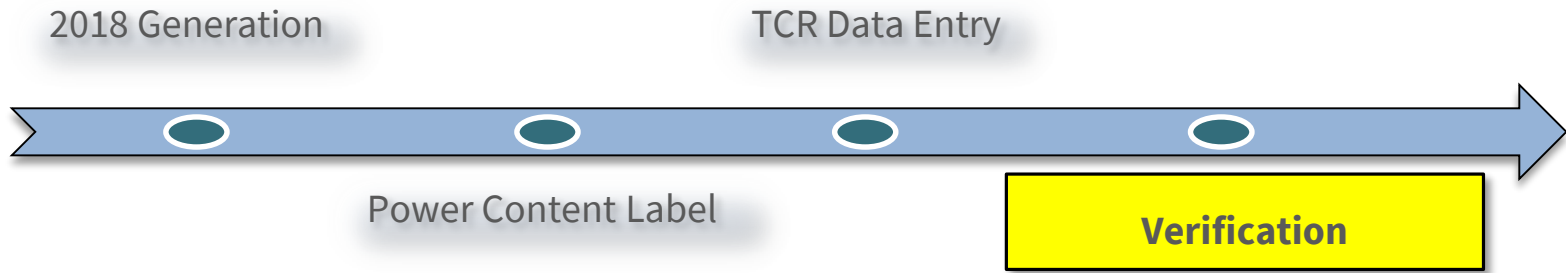 2018 Generation
TCR Data Entry
Power Content Label
Verification